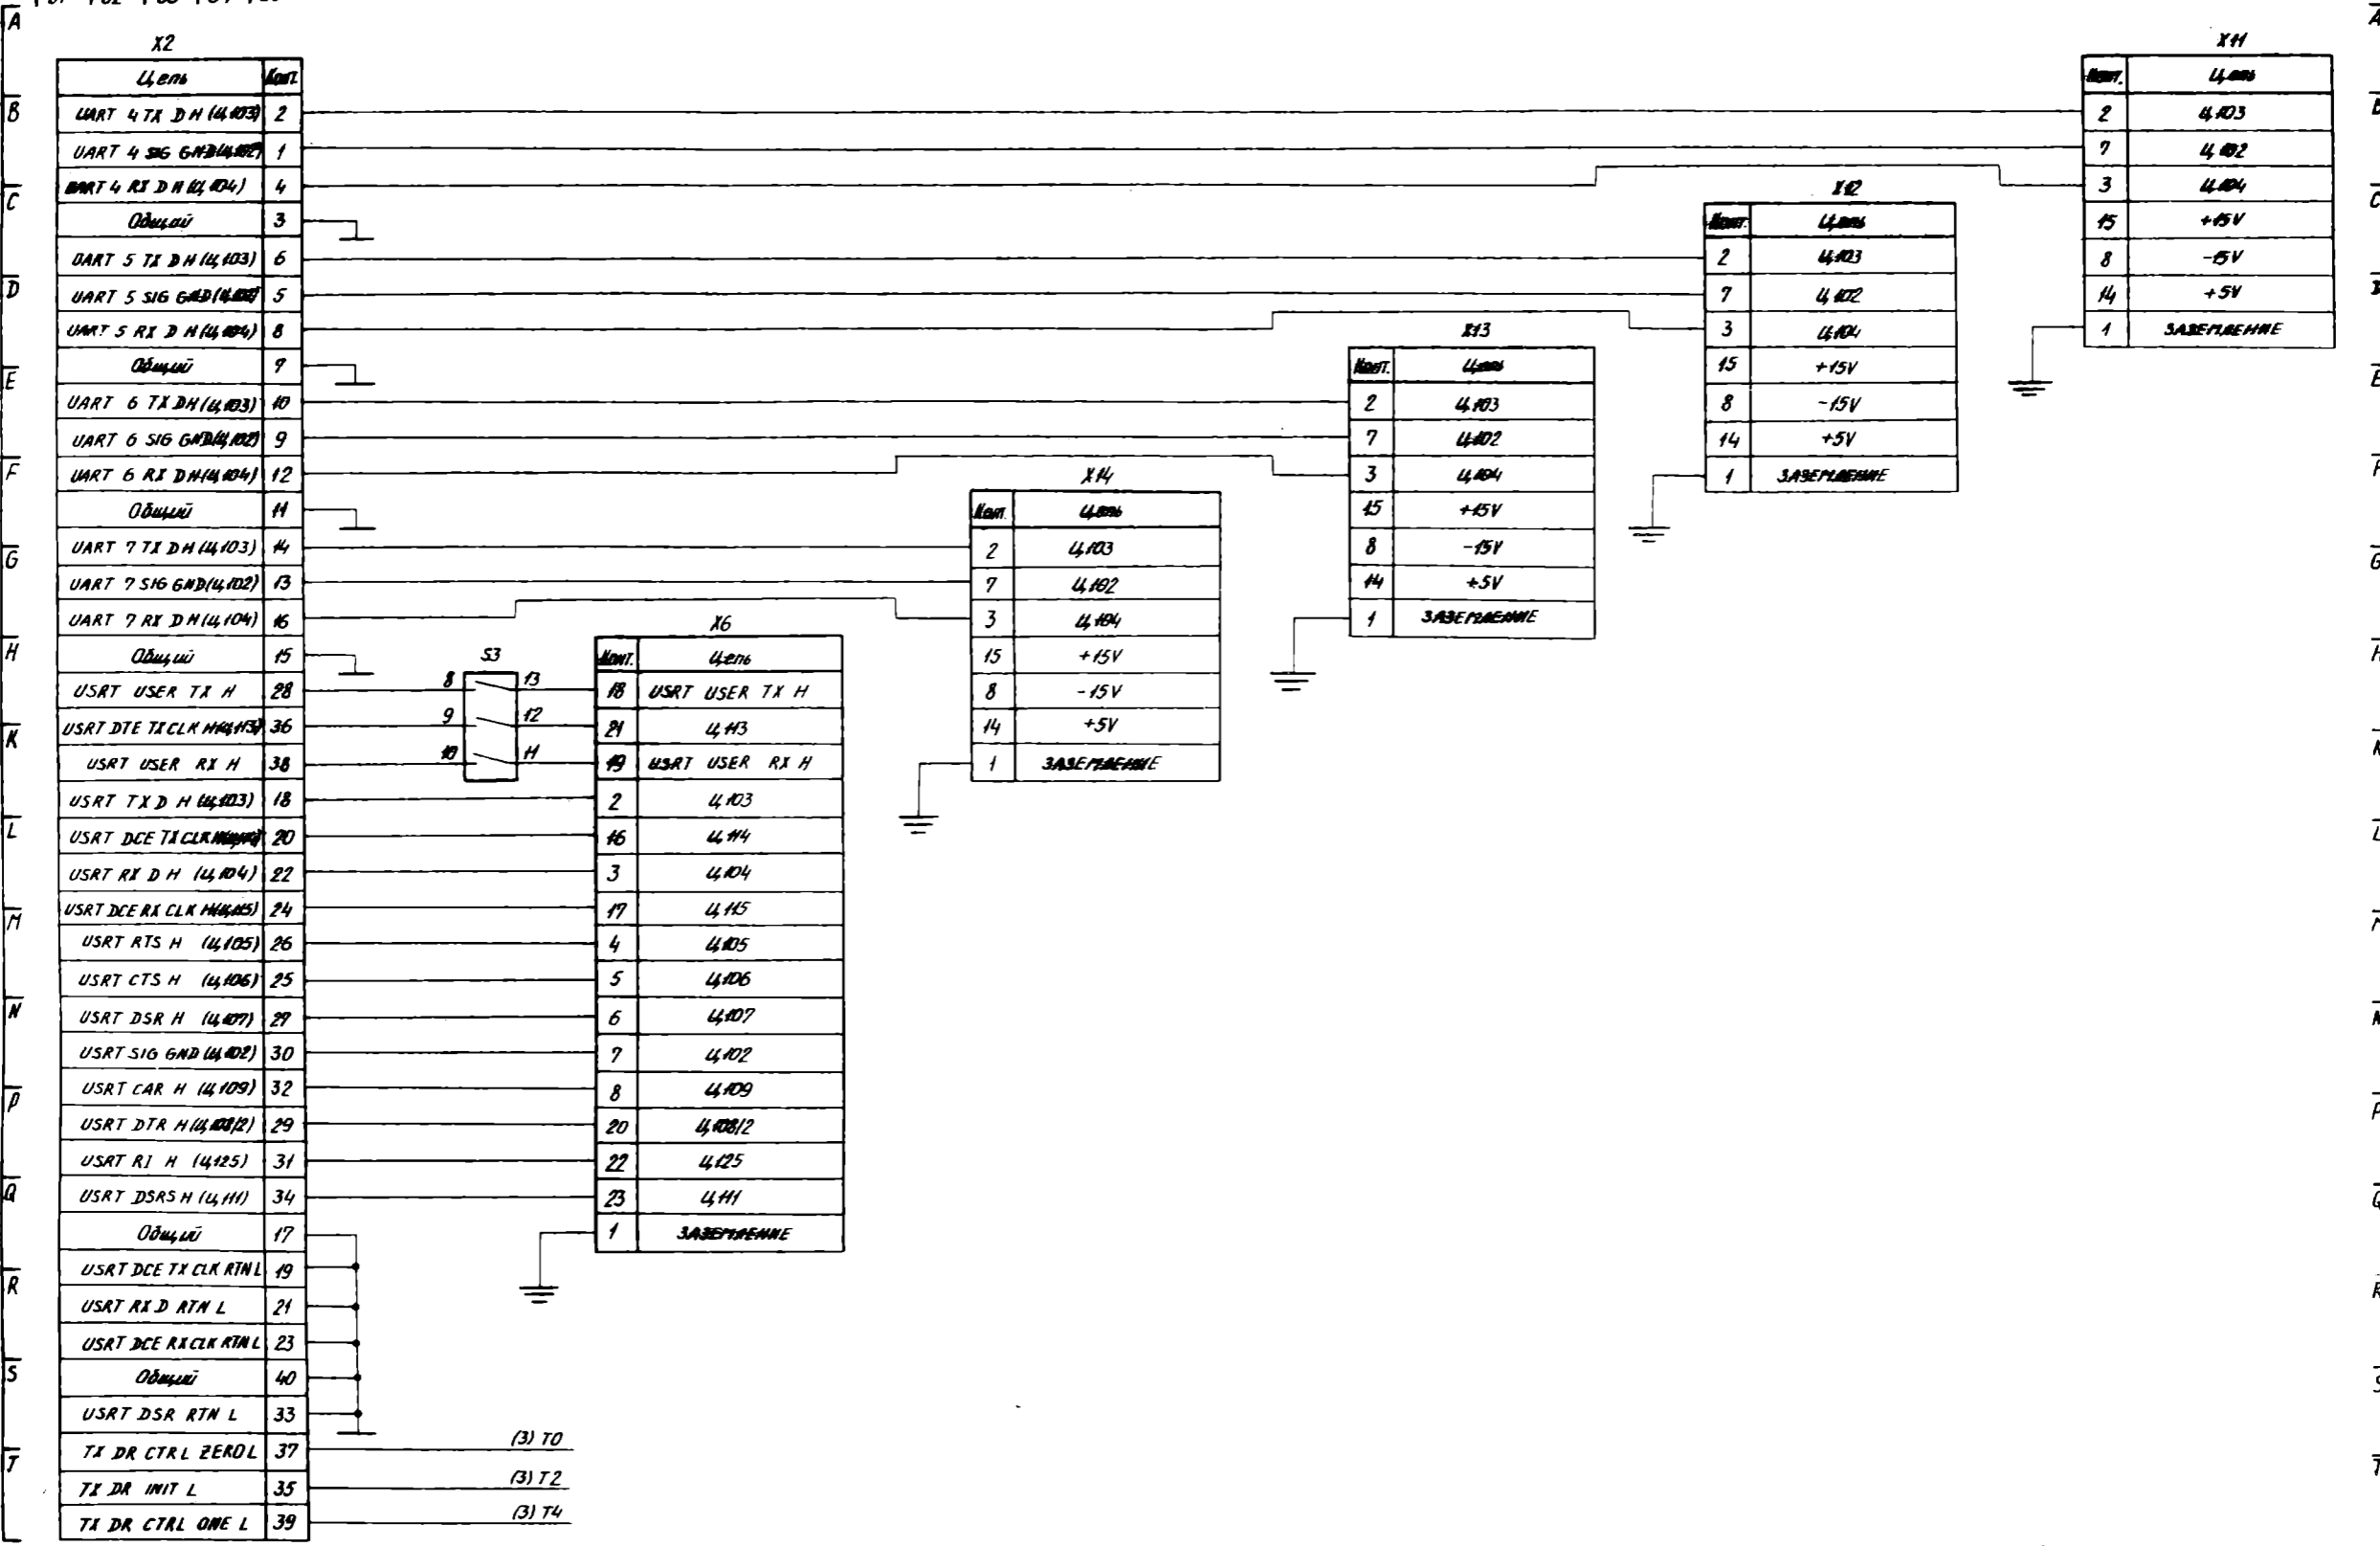 A
X2
Цепь Конт.
UART 4 TX D H (Ц,103) 2
UART 4 SIG GND(Ц,102) 1
UART 4 RX D H (Ц,104) 4
Общий 3
UART 5 TX D H (Ц,103) 6
UART 5 SIG GND(Ц,102) 5
UART 5 RX D H (Ц,104) 8
Общий 7
UART 6 TX D H (Ц,103) 10
UART 6 SIG GND(Ц,102) 9
UART 6 RX D H (Ц,104) 12
Общий 11
UART 7 TX D H (Ц,103) 14
UART 7 SIG GND(Ц,102) 13
UART 7 RX D H (Ц,104) 16
Общий 15
USRT USER TX H 28
USRT DTE TXCLK H(Ц,113) 36
USRT USER RX H 38
USRT TX D H (Ц,103) 18
USRT DCE TXCLK 20
USRT RX D H (Ц,104) 22
USRT DCE RX CLK H(Ц,115) 24
USRT RTS H (Ц,105) 26
USRT CTS H (Ц,106) 25
USRT DSR H (Ц,107) 27
USRT SIG GND (Ц,102) 30
USRT CAR H (Ц,109) 32
USRT DTR H (Ц,108/2) 29
USRT RI H (Ц,125) 31
USRT DSRS H (Ц,111) 34
Общий 17
USRT DCE TX CLK RTN L 19
USRT RX D RTN L 21
USRT DCE RXCLK RTN L 23
Общий 40
USRT DSR RTN L 33
TX DR CTRL ZERO L 37
TX DR INIT L 35
TX DR CTRL ONE L 39
(3) T0
(3) T2
(3) T4
S3
8 13
9 12
10 11
X6
Конт. Цепь
18 USRT USER TX H
21 Ц,113
19 USRT USER RX H
2 Ц,103
16 Ц,114
3 Ц,104
17 Ц,115
4 Ц,105
5 Ц,106
6 Ц,107
7 Ц,102
8 Ц,109
20 Ц,108/2
22 Ц,125
23 Ц,111
1 ЗАЗЕМЛЕНИЕ
X14
Конт. Цепь
2 Ц,103
7 Ц,102
3 Ц,104
15 +15V
8 -15V
14 +5V
1 ЗАЗЕМЛЕНИЕ
X13
Конт. Цепь
2 Ц,103
7 Ц,102
3 Ц,104
15 +15V
8 -15V
14 +5V
1 ЗАЗЕМЛЕНИЕ
X12
Конт. Цепь
2 Ц,103
7 Ц,102
3 Ц,104
15 +15V
8 -15V
14 +5V
1 ЗАЗЕМЛЕНИЕ
X11
Конт. Цепь
2 Ц,103
7 Ц,102
3 Ц,104
15 +15V
8 -15V
14 +5V
1 ЗАЗЕМЛЕНИЕ
B
C
D
E
F
G
H
K
L
M
N
P
Q
R
S
T